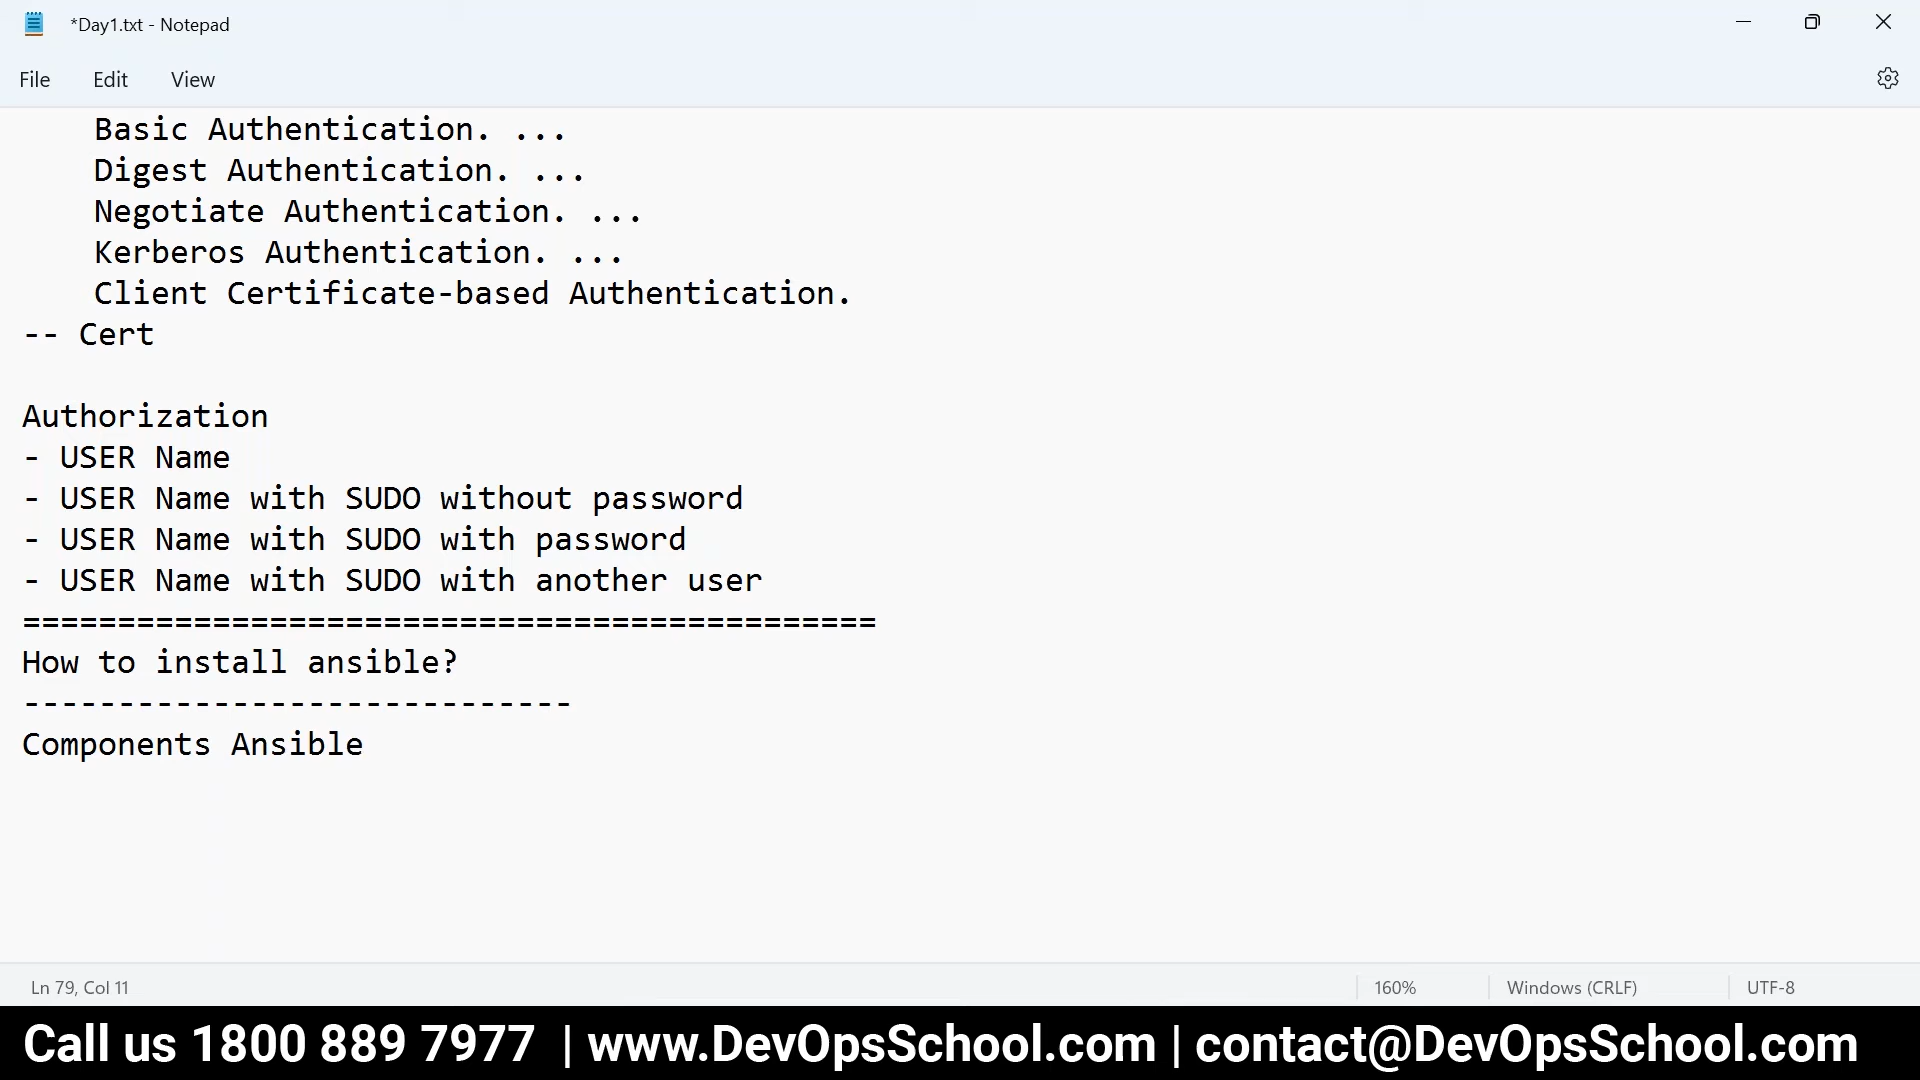 *Day1.txt - Notepad
File Edit View
Basic Authentication. ...
Digest Authentication. ...
Negotiate Authentication. ...
Kerberos Authentication. ...
Client Certificate-based Authentication.
-- Cert
Authorization
- USER Name
- USER Name with SUDO without password
- USER Name with SUDO with password
- USER Name with SUDO with another user
=============================================
How to install ansible?
-----------------------------
Components Ansible
Ln 79, Col 11 160% Windows (CRLF) UTF-8
Call us 1800 889 7977 | www.DevOpsSchool.com | contact@DevOpsSchool.com